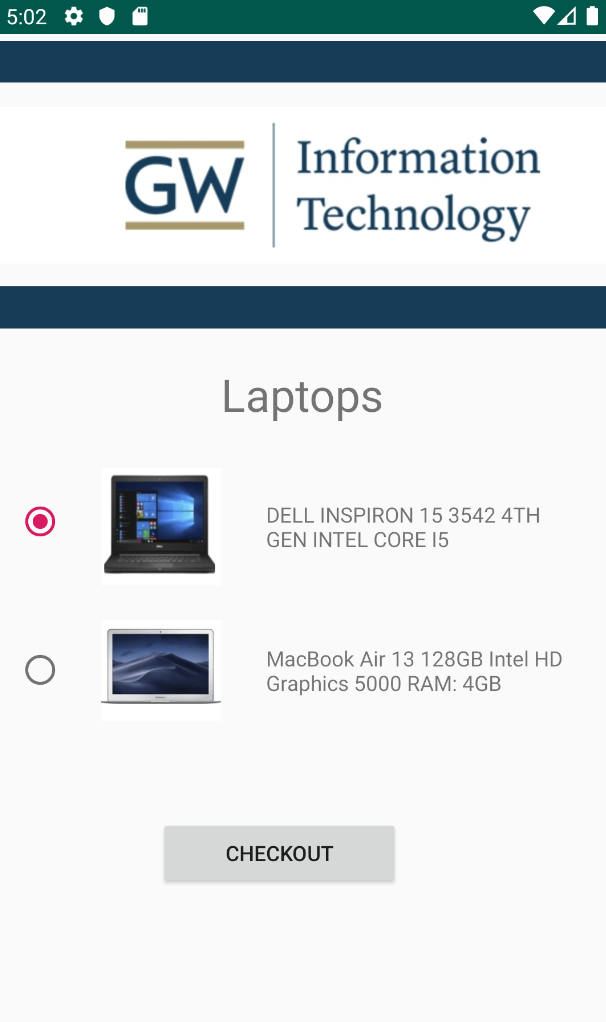 5:02
GW
Information
Technology
Laptops
DELL INSPIRON 15 3542 4TH
GEN INTEL CORE I5
MacBook Air 13 128GB Intel HD
Graphics 5000 RAM: 4GB
CHECKOUT